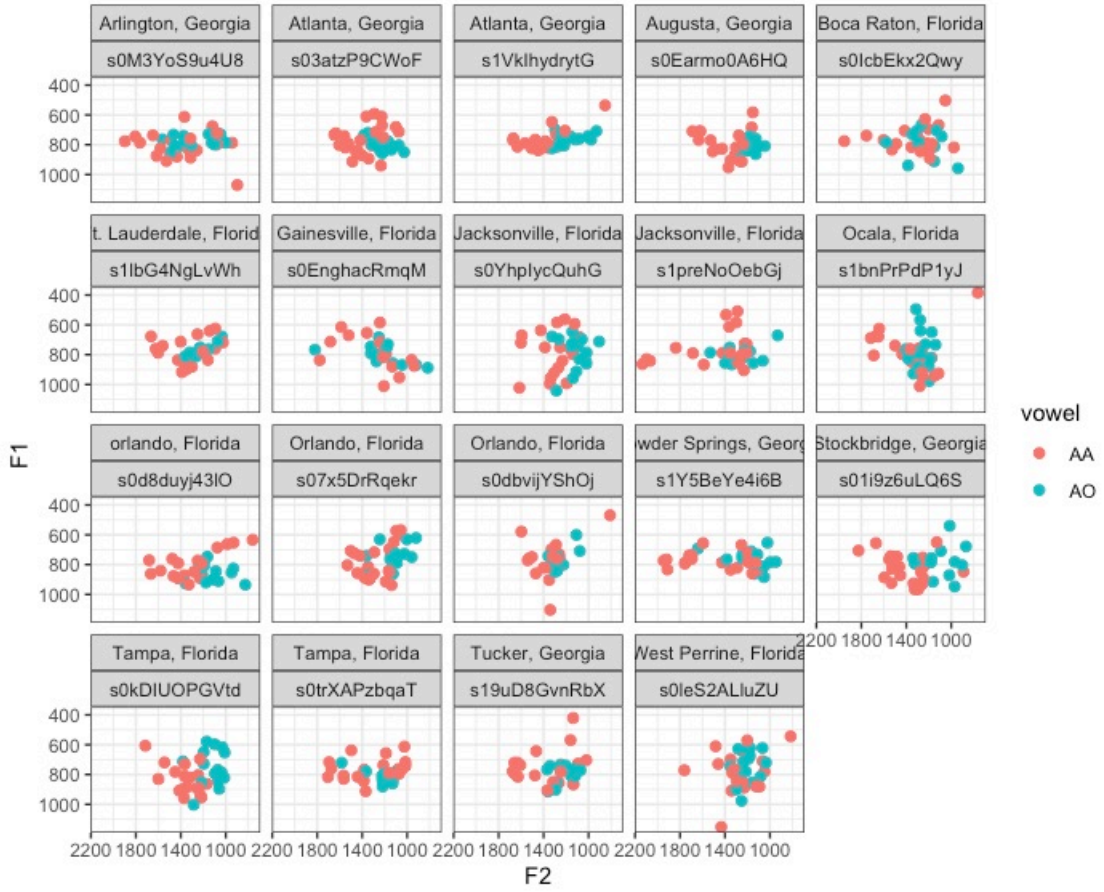 Arlington, Georgia
Atlanta, Georgia
Atlanta, Georgia
Augusta, Georgia
Boca Raton, Florida
s0M3YoS9u4U8
s03atzP9CWoF
s1VklhydrytG
s0Earmo0A6HQ
s0IcbEkx2Qwy
400
600
800
1000
t. Lauderdale, Florid
Gainesville, Florida
Jacksonville, Florida
Jacksonville, Florida
Ocala, Florida
s1IbG4NgLvWh
s0EnghacRmqM
s0YhpIycQuhG
s1preNoOebGj
s1bnPrPdP1yJ
400
600
800
1000
F1
vowel
AA
AO
orlando, Florida
Orlando, Florida
Orlando, Florida
owder Springs, Georg
Stockbridge, Georgia
s0d8duyj43lO
s07x5DrRqekr
s0dbvijYShOj
s1Y5BeYe4i6B
s01i9z6uLQ6S
400
600
800
1000
2200 1800 1400 1000
Tampa, Florida
Tampa, Florida
Tucker, Georgia
West Perrine, Florida
s0kDIUOPGVtd
s0trXAPzbqaT
s19uD8GvnRbX
s0leS2ALluZU
400
600
800
1000
2200 1800 1400 1000
2200 1800 1400 1000
2200 1800 1400 1000
2200 1800 1400 1000
F2